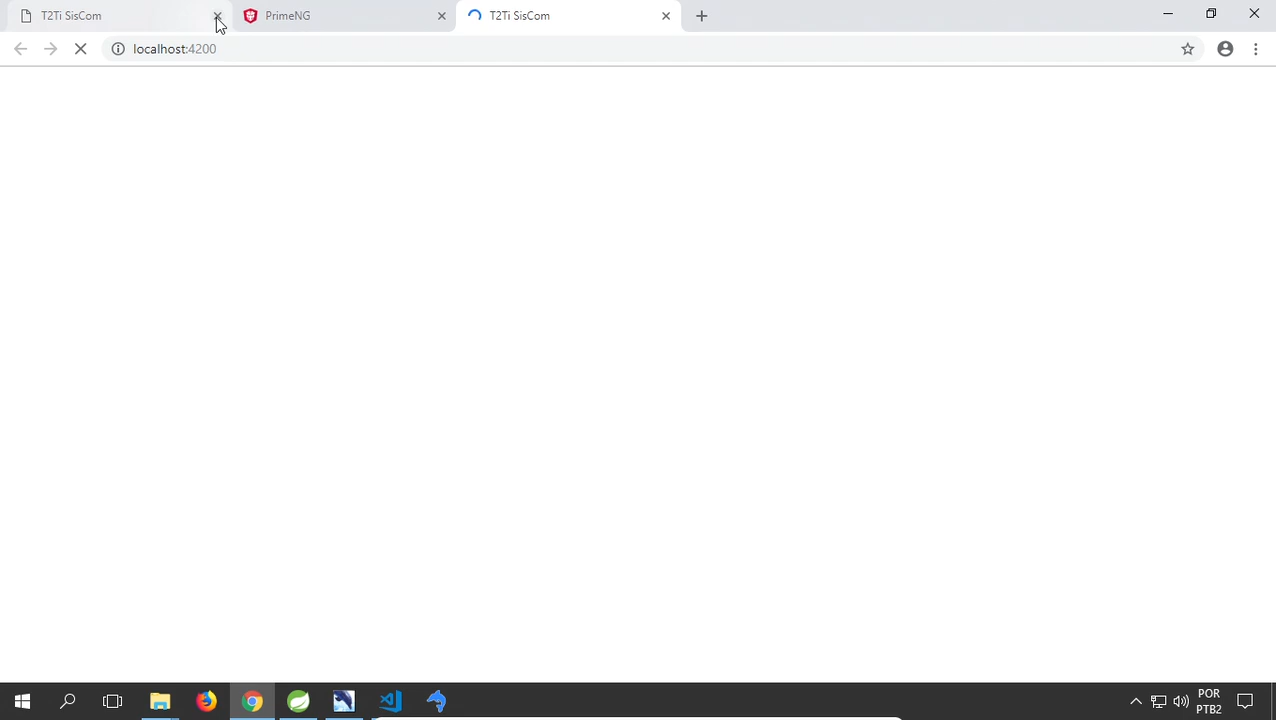 T2Ti SisCom
PrimeNG
T2Ti SisCom
localhost:4200
POR
PTB2